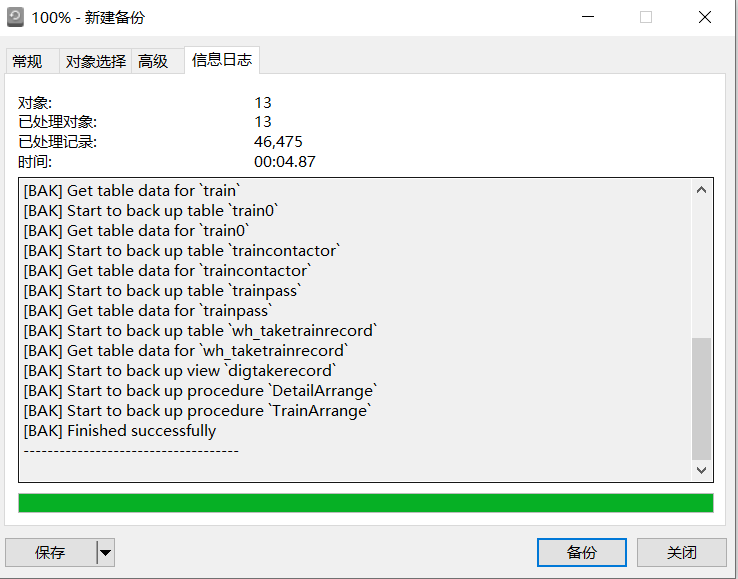 100% - 新建备份
常规 对象选择 高级 信息日志
对象: 13
已处理对象: 13
已处理记录: 46,475
时间: 00:04.87
[BAK] Get table data for `train`
[BAK] Start to back up table `train0`
[BAK] Get table data for `train0`
[BAK] Start to back up table `traincontactor`
[BAK] Get table data for `traincontactor`
[BAK] Start to back up table `trainpass`
[BAK] Get table data for `trainpass`
[BAK] Start to back up table `wh_taketrainrecord`
[BAK] Get table data for `wh_taketrainrecord`
[BAK] Start to back up view `digtakerecord`
[BAK] Start to back up procedure `DetailArrange`
[BAK] Start to back up procedure `TrainArrange`
[BAK] Finished successfully
------------------------------------
保存 备份 关闭